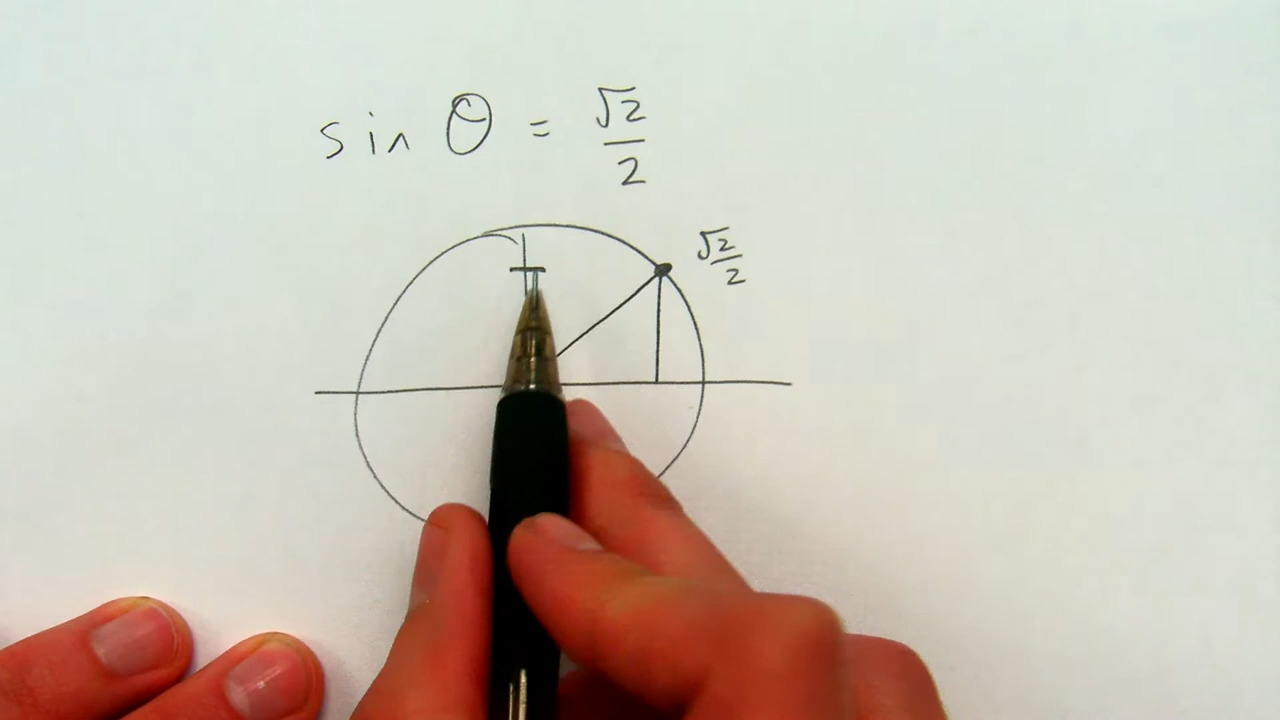 sin θ = √2/2
√2/2